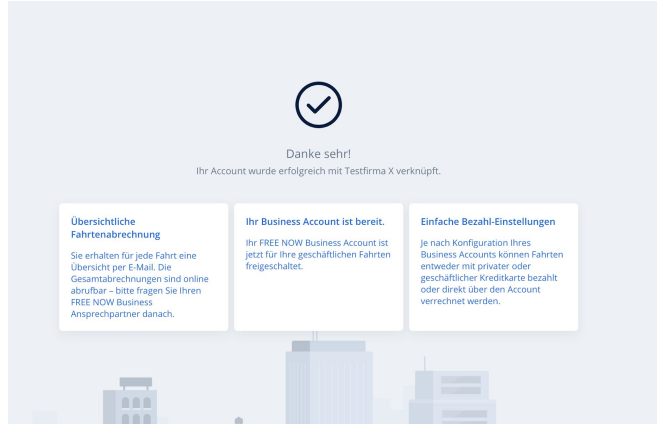 Danke sehr!
Ihr Account wurde erfolgreich mit Testfirma X verknüpft.
Übersichtliche
Fahrtenabrechnung
Sie erhalten für jede Fahrt eine
Übersicht per E-Mail. Die
Gesamtabrechnungen sind online
abrufbar – bitte fragen Sie Ihren
FREE NOW Business
Ansprechpartner danach.
Ihr Business Account ist bereit.
Ihr FREE NOW Business Account ist
jetzt für Ihre geschäftlichen Fahrten
freigeschaltet.
Einfache Bezahl-Einstellungen
Je nach Konfiguration Ihres
Business Accounts können Fahrten
entweder mit privater oder
geschäftlicher Kreditkarte bezahlt
oder direkt über den Account
verrechnet werden.